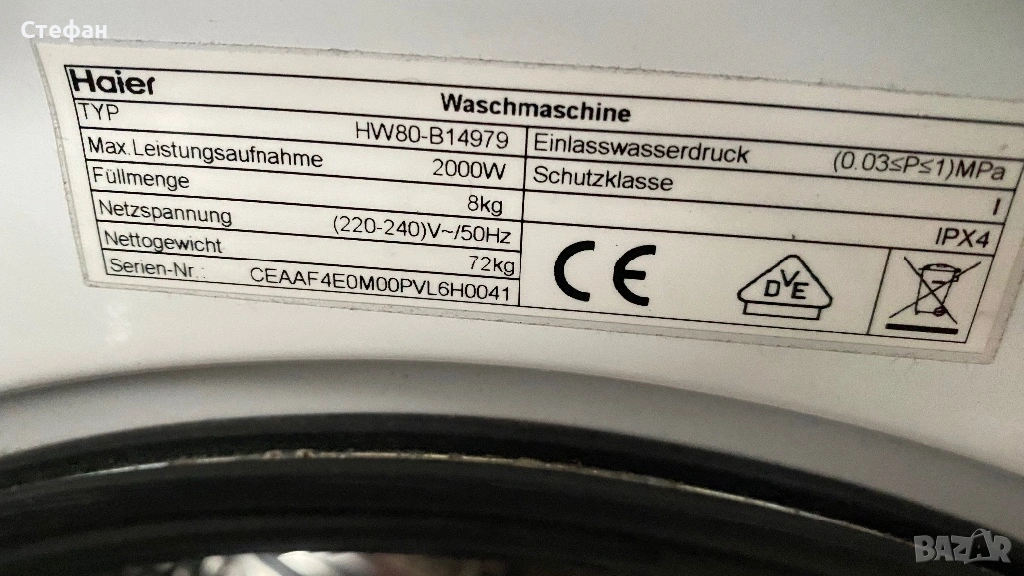 Стефан
Haier
Waschmaschine
TYP HW80-B14979
Max.Leistungsaufnahme 2000W
Füllmenge 8kg
Netzspannung (220-240)V~/50Hz
Nettogewicht 72kg
Serien-Nr.: CEAAF4E0M00PVL6H0041
Einlasswasserdruck (0.03≤P≤1)MPa
Schutzklasse I
IPX4
CE
DVE
BAZAR